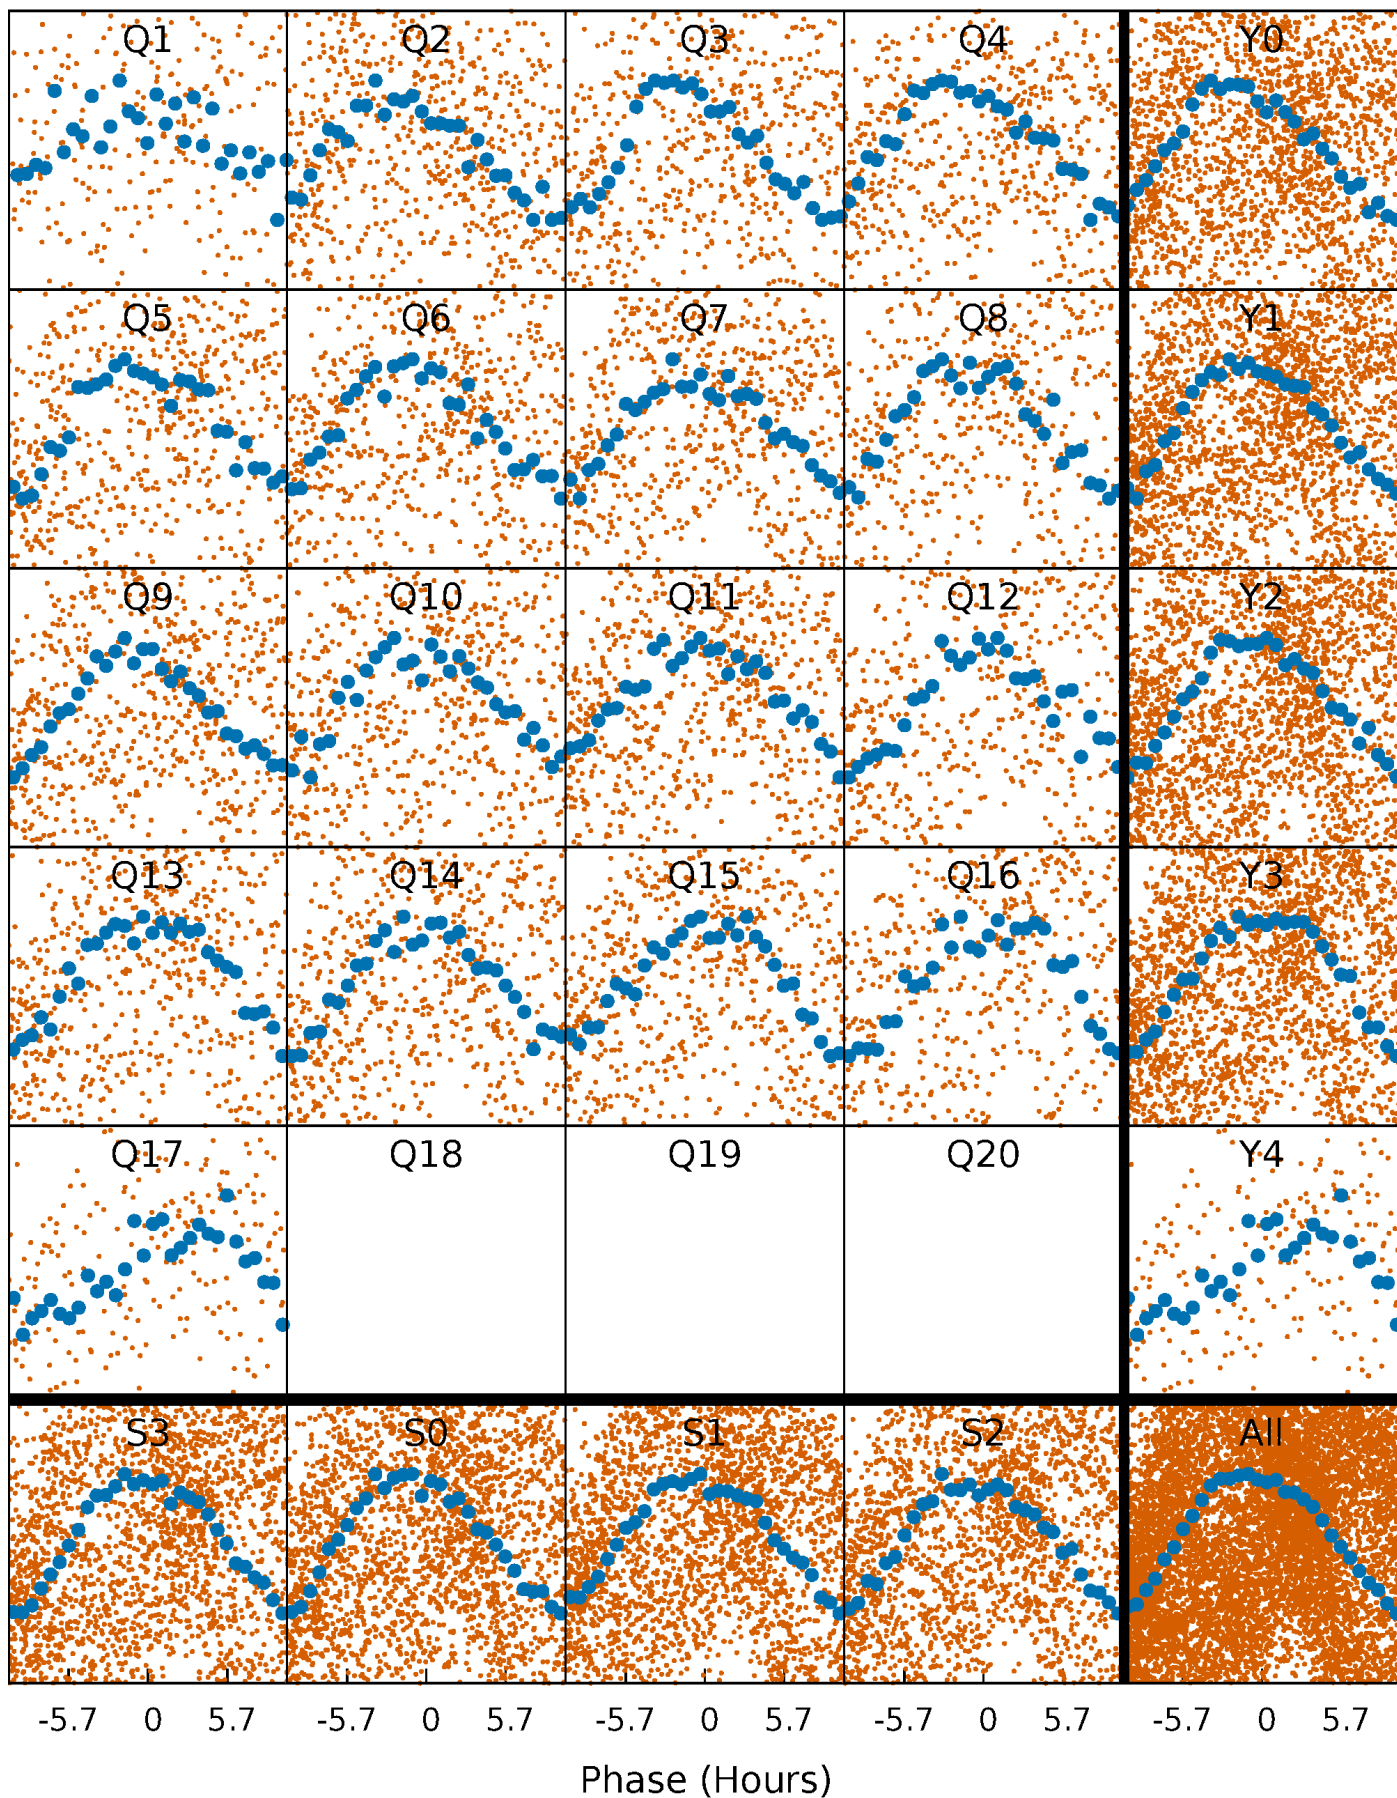 Q1 Q2 Q3 Q4 Y0
Q5 Q6 Q7 Q8 Y1
Q9 Q10 Q11 Q12 Y2
Q13 Q14 Q15 Q16 Y3
Q17 Q18 Q19 Q20 Y4
S3 S0 S1 S2 All
-5.7 0 5.7 -5.7 0 5.7 -5.7 0 5.7 -5.7 0 5.7 -5.7 0 5.7
Phase (Hours)